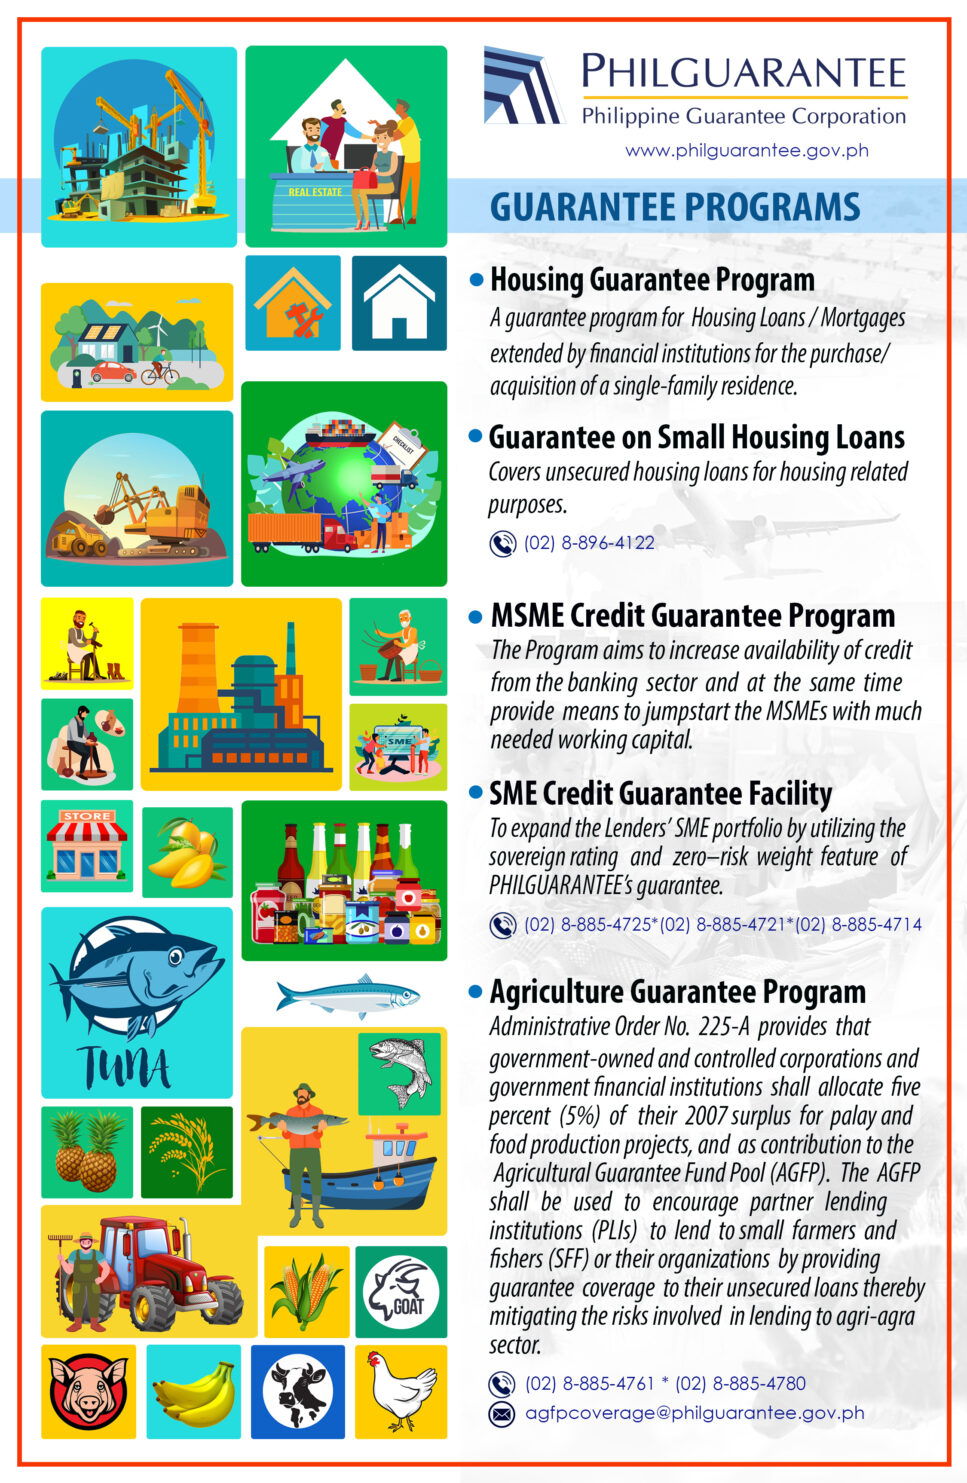 PHILGUARANTEE
Philippine Guarantee Corporation
www.philguarantee.gov.ph
GUARANTEE PROGRAMS
REAL ESTATE
CHECKLIST
SME
STORE
TUNA
GOAT
Housing Guarantee Program
A guarantee program for Housing Loans / Mortgages
extended by financial institutions for the purchase/
acquisition of a single-family residence.
Guarantee on Small Housing Loans
Covers unsecured housing loans for housing related
purposes.
(02) 8-896-4122
MSME Credit Guarantee Program
The Program aims to increase availability of credit
from the banking sector and at the same time
provide means to jumpstart the MSMEs with much
needed working capital.
SME Credit Guarantee Facility
To expand the Lenders’ SME portfolio by utilizing the
sovereign rating and zero–risk weight feature of
PHILGUARANTEE’s guarantee.
(02) 8-885-4725*(02) 8-885-4721*(02) 8-885-4714
Agriculture Guarantee Program
Administrative Order No. 225-A provides that
government-owned and controlled corporations and
government financial institutions shall allocate five
percent (5%) of their 2007 surplus for palay and
food production projects, and as contribution to the
Agricultural Guarantee Fund Pool (AGFP). The AGFP
shall be used to encourage partner lending
institutions (PLIs) to lend to small farmers and
fishers (SFF) or their organizations by providing
guarantee coverage to their unsecured loans thereby
mitigating the risks involved in lending to agri-agra
sector.
(02) 8-885-4761 * (02) 8-885-4780
agfpcoverage@philguarantee.gov.ph